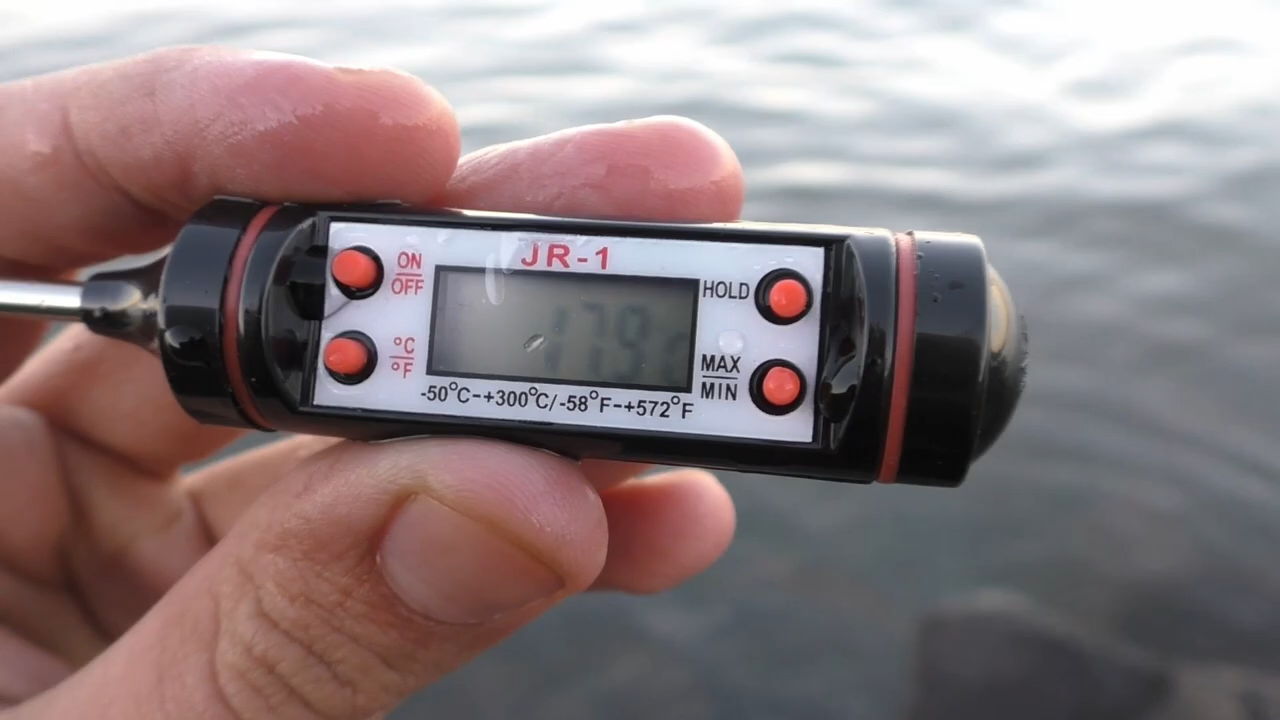 JR-1
ON
OFF
°C
°F
17.9
HOLD
MAX
MIN
-50°C-+300°C/-58°F-+572°F